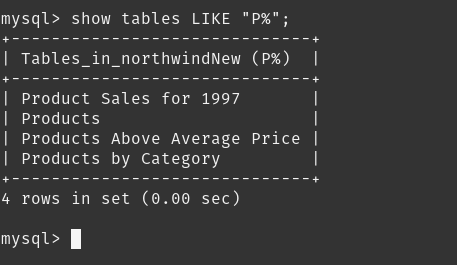 mysql> show tables LIKE "P%";
+------------------------------+
| Tables_in_northwindNew (P%)  |
+------------------------------+
| Product Sales for 1997       |
| Products                     |
| Products Above Average Price |
| Products by Category         |
+------------------------------+
4 rows in set (0.00 sec)
mysql>